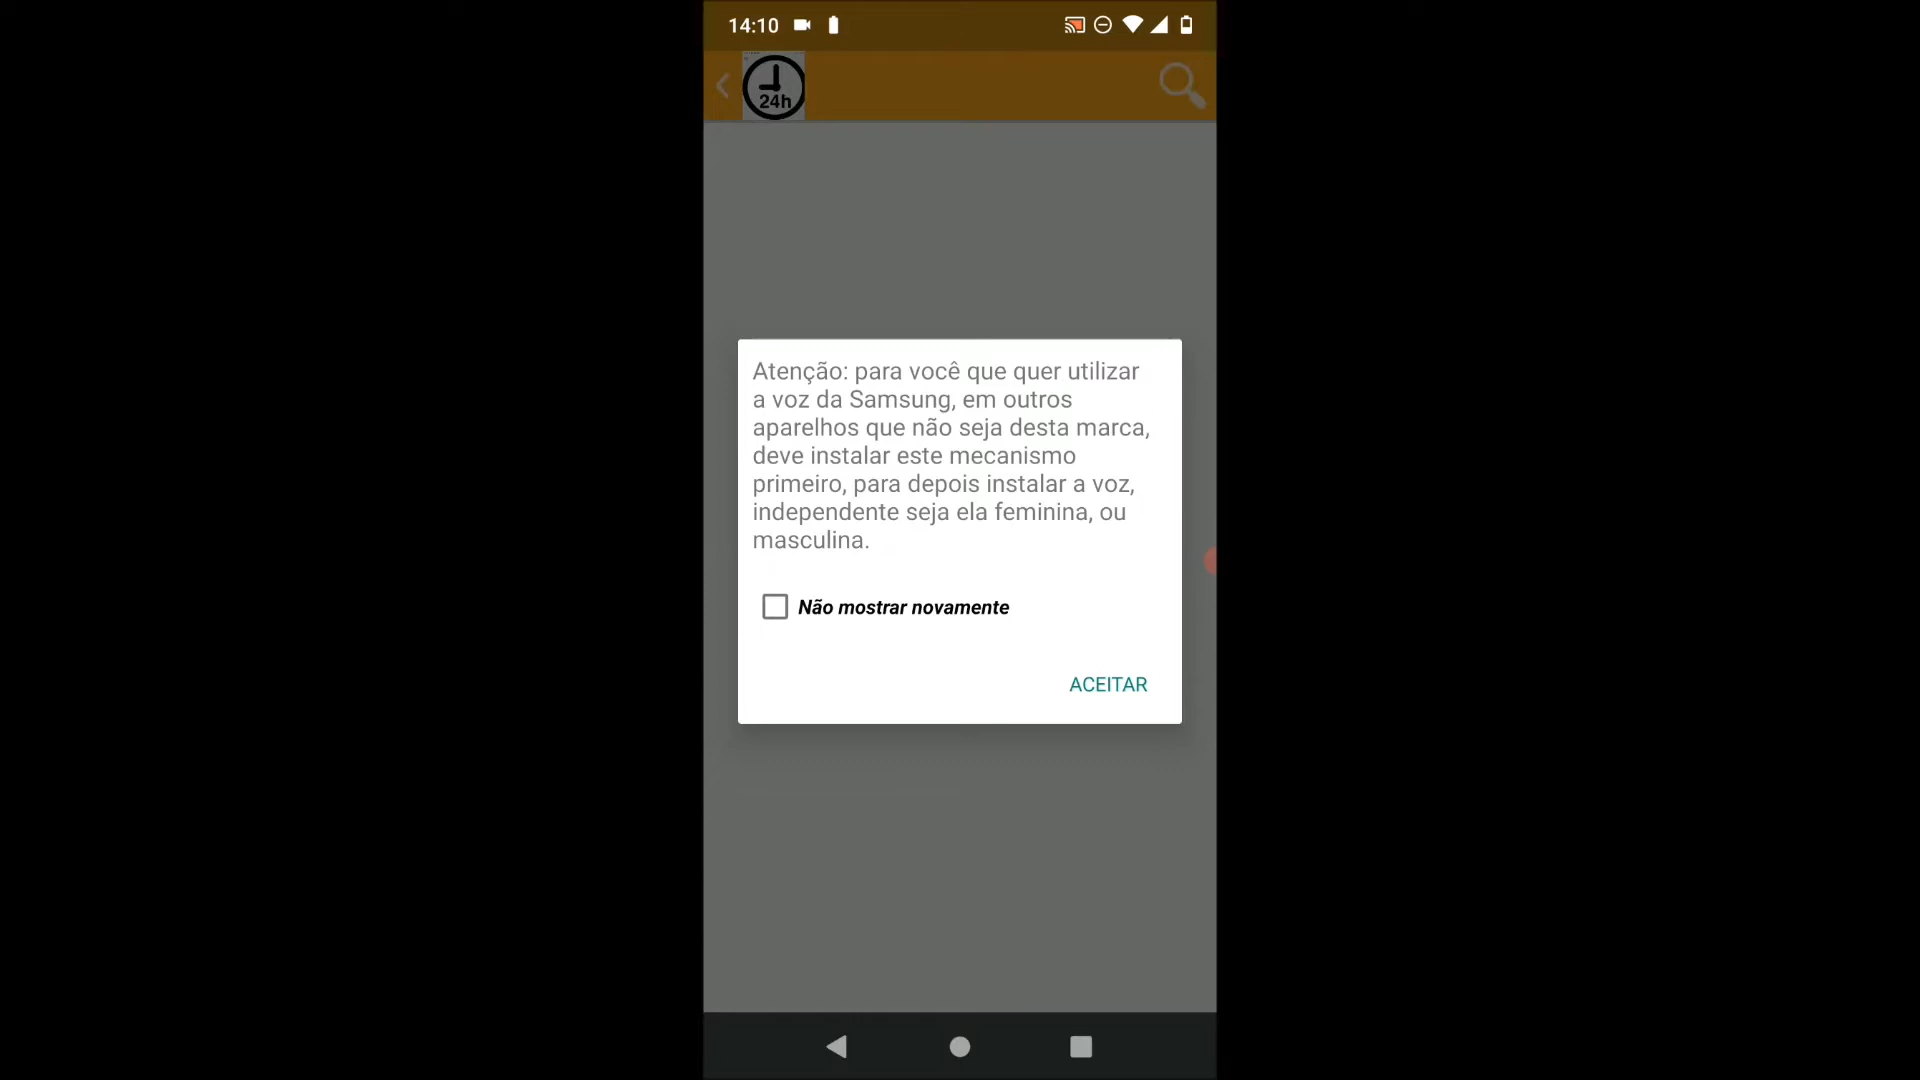 14:10
24h
Atenção: para você que quer utilizar
a voz da Samsung, em outros
aparelhos que não seja desta marca,
deve instalar este mecanismo
primeiro, para depois instalar a voz,
independente seja ela feminina, ou
masculina.
Não mostrar novamente
ACEITAR